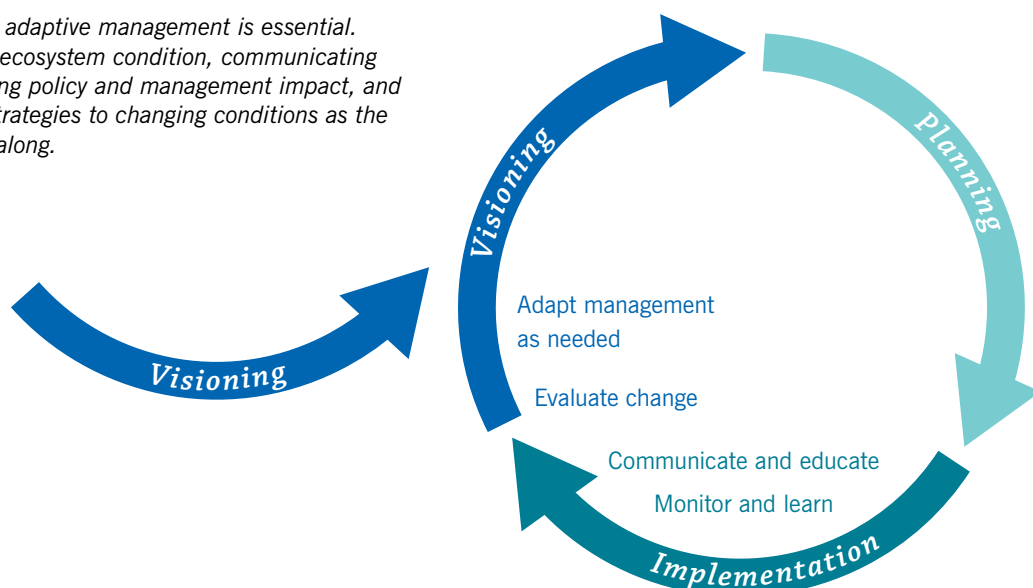 adaptive management is essential.
ecosystem condition, communicating
ng policy and management impact, and
trategies to changing conditions as the
along.
Visioning
Planning
Adapt management
as needed
Visioning
Evaluate change
Communicate and educate
Monitor and learn
Implementation